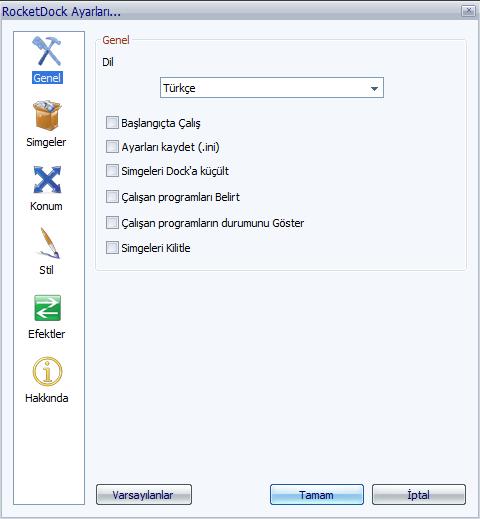 RocketDock Ayarları...
Genel
Simgeler
Konum
Stil
Efektler
Hakkında
Genel
Dil
Türkçe
Başlangıçta Çalış
Ayarları kaydet (.ini)
Simgeleri Dock'a küçült
Çalışan programları Belirt
Çalışan programların durumunu Göster
Simgeleri Kilitle
Varsayılanlar
Tamam
İptal